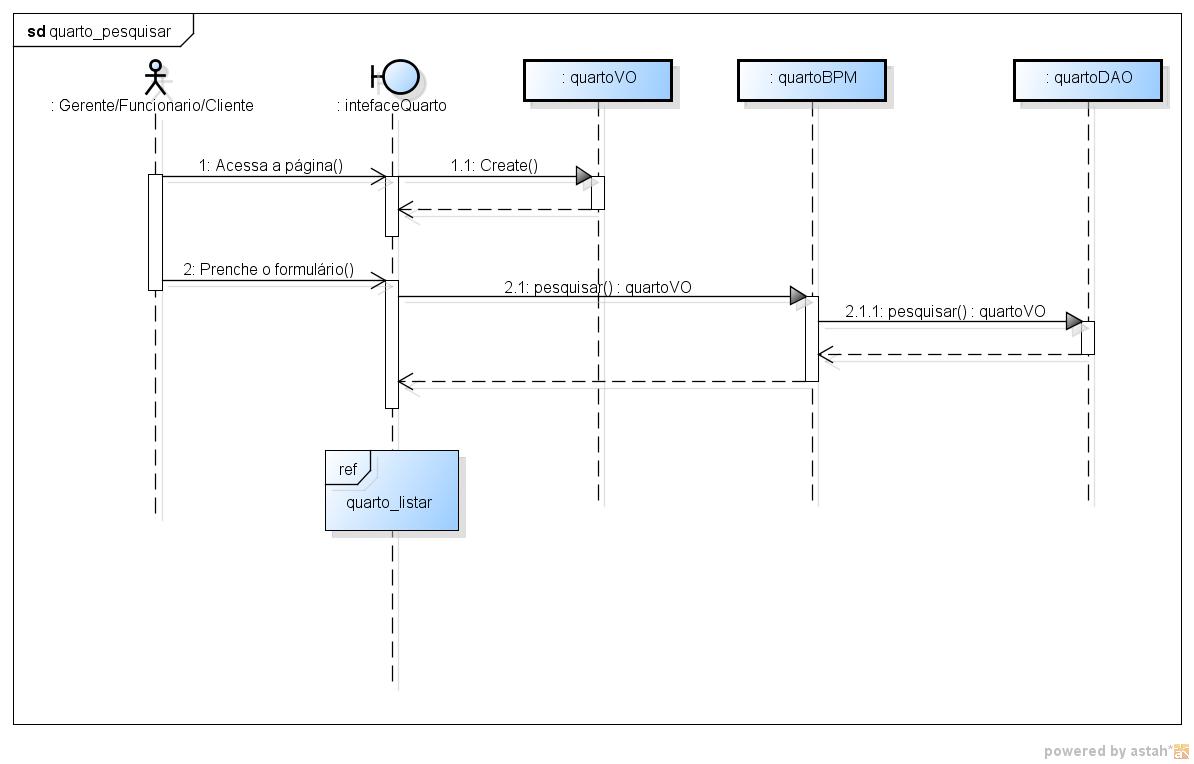 sd quarto_pesquisar
: Gerente/Funcionario/Cliente
: intefaceQuarto
: quartoVO
: quartoBPM
: quartoDAO
1: Acessa a página()
1.1: Create()
2: Prenche o formulário()
2.1: pesquisar() : quartoVO
2.1.1: pesquisar() : quartoVO
ref
quarto_listar
powered by astah*